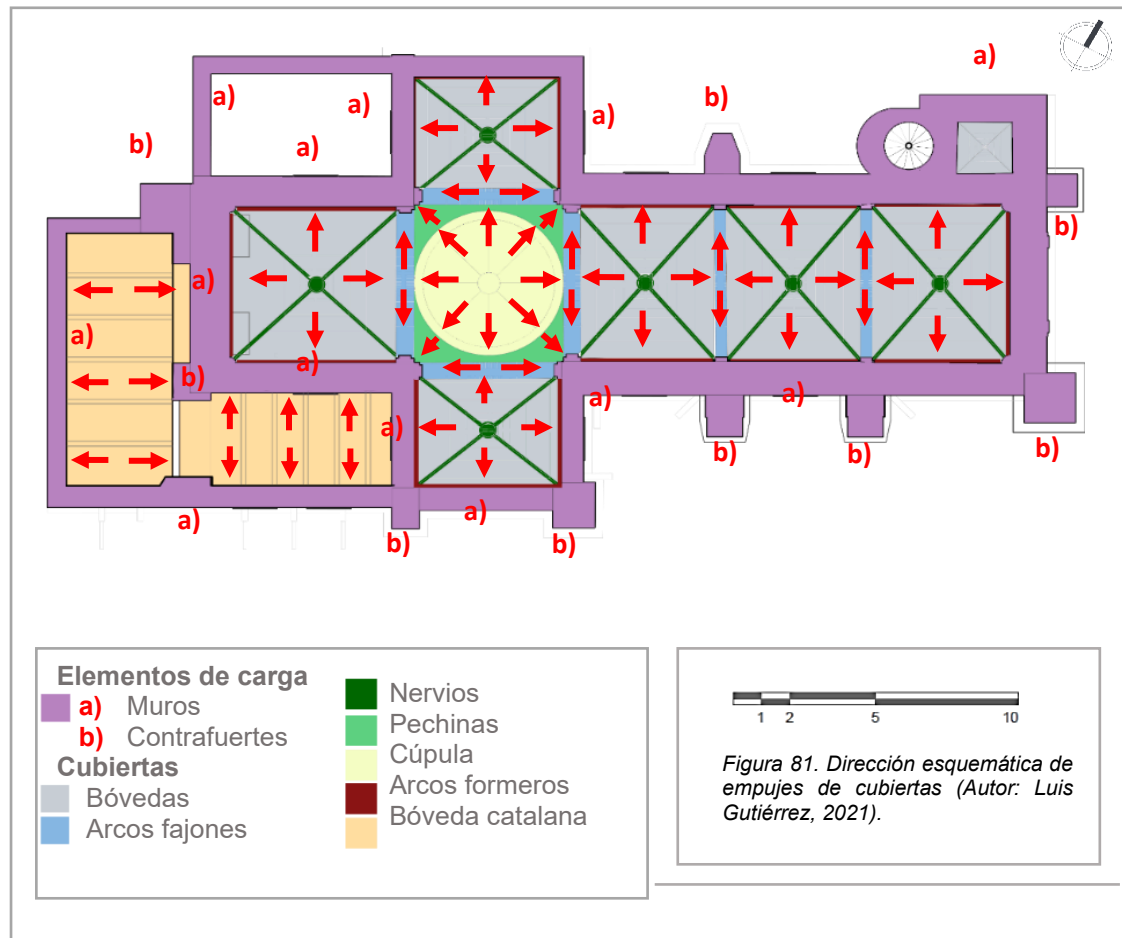 a)
b)
a)
a)
a)
b)
a)
a)
b)
a)
a)
a)
b)
a)
a)
a)
b)
b)
b)
a)
a)
b)
b)
Elementos de carga
a) Muros
b) Contrafuertes
Cubiertas
Bóvedas
Arcos fajones
Nervios
Pechinas
Cúpula
Arcos formeros
Bóveda catalana
1 2 5 10
Figura 81. Dirección esquemática de
empujes de cubiertas (Autor: Luis
Gutiérrez, 2021).